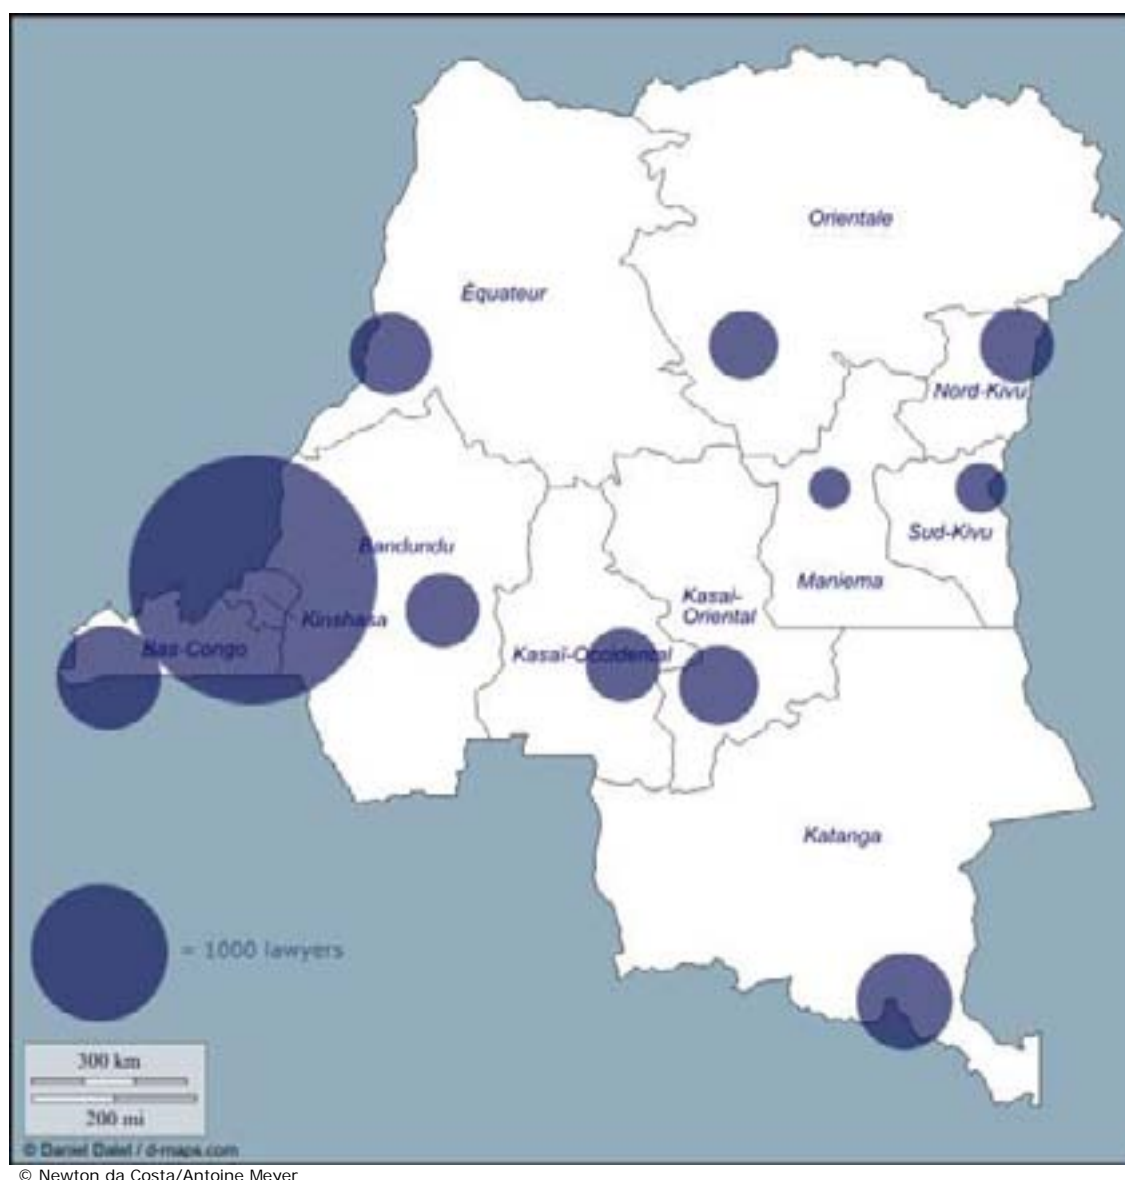 Orientale
Équateur
Nord-Kivu
Sud-Kivu
Bandundu
Maniema
Kasaï-
Oriental
Kinshasa
Bas-Congo
Kasaï-Occidental
Katanga
= 1000 lawyers
300 km
200 mi
© Daniel Dalet / d-maps.com
© Newton da Costa/Antoine Meyer